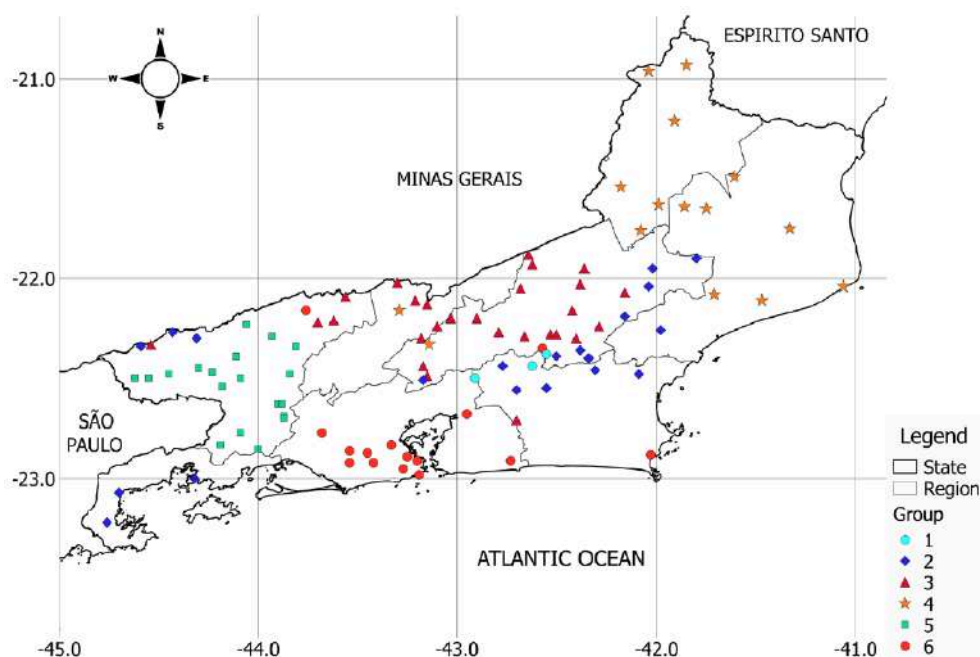 ESPIRITO SANTO
N
W E
S
-21.0
MINAS GERAIS
-22.0
SÃO
PAULO
-23.0
ATLANTIC OCEAN
-45.0 -44.0 -43.0 -42.0 -41.0
Legend
State
Region
Group
1
2
3
4
5
6